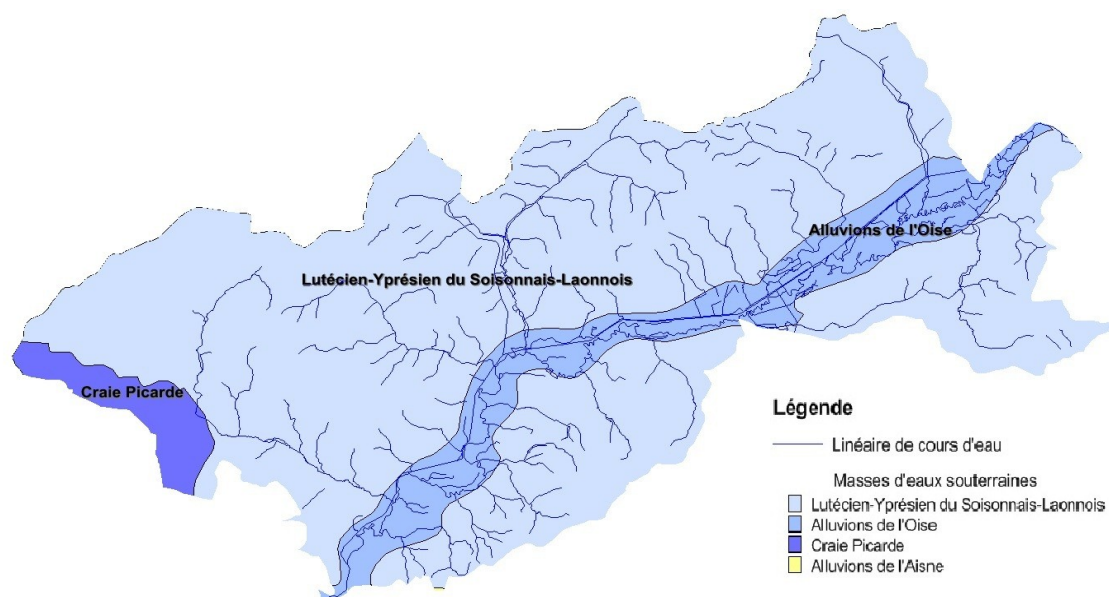 Alluvions de l'Oise
Lutécien-Yprésien du Soisonnais-Laonnois
Craie Picarde
Légende
Linéaire de cours d'eau
Masses d'eaux souterraines
Lutécien-Yprésien du Soisonnais-Laonnois
Alluvions de l'Oise
Craie Picarde
Alluvions de l'Aisne